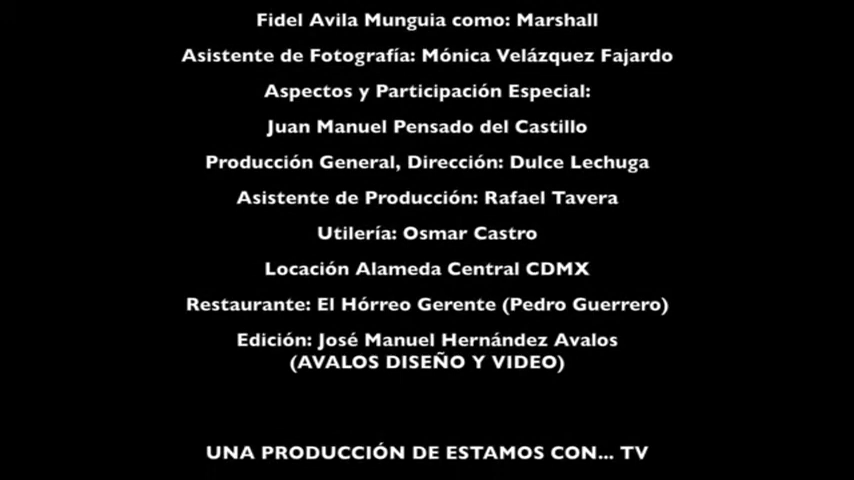 Fidel Avila Munguia como: Marshall
Asistente de Fotografía: Mónica Velázquez Fajardo
Aspectos y Participación Especial:
Juan Manuel Pensado del Castillo
Producción General, Dirección: Dulce Lechuga
Asistente de Producción: Rafael Tavera
Utilería: Osmar Castro
Locación Alameda Central CDMX
Restaurante: El Hórreo Gerente (Pedro Guerrero)
Edición: José Manuel Hernández Avalos
(AVALOS DISEÑO Y VIDEO)
UNA PRODUCCIÓN DE ESTAMOS CON... TV